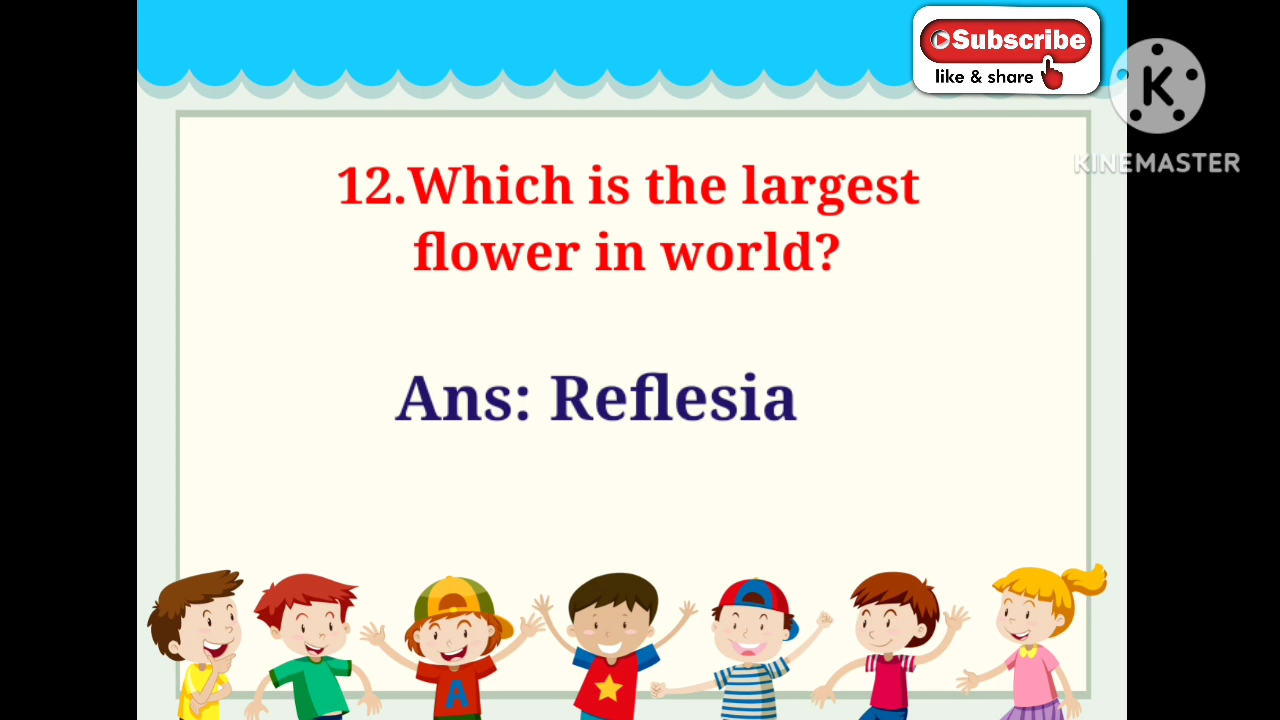 Subscribe
like & share
KINEMASTER
12.Which is the largest
flower in world?
Ans: Reflesia
A